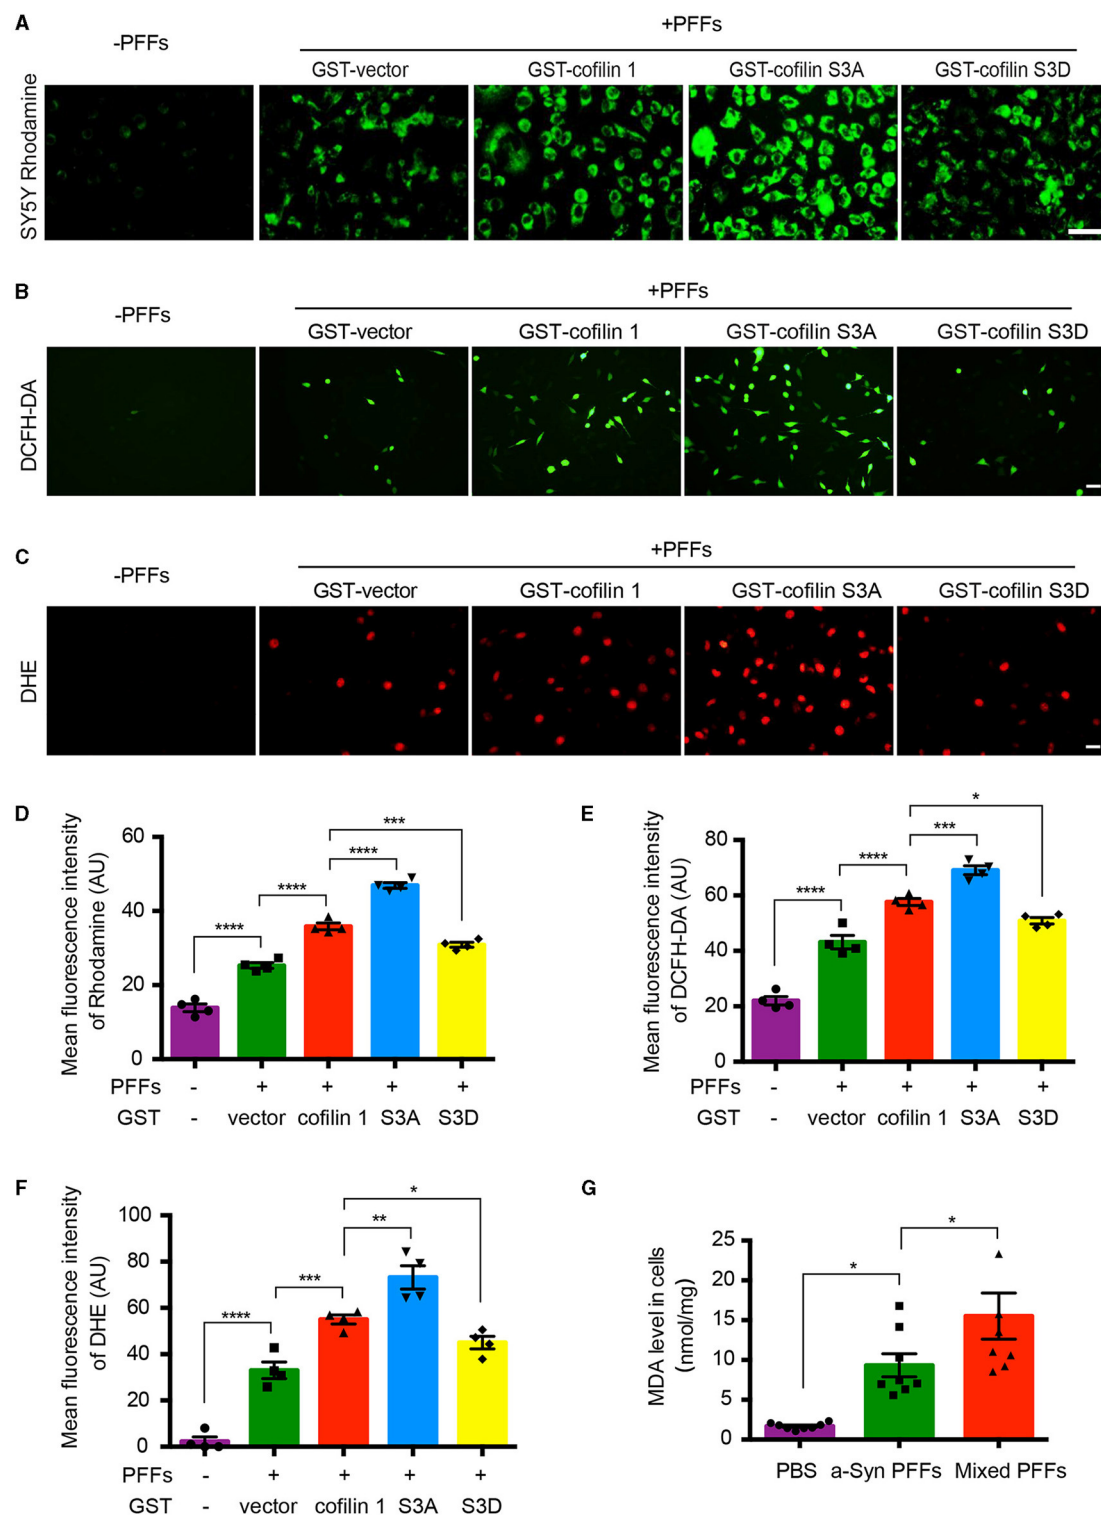 A
-PFFs
+PFFs
GST-vector GST-cofilin 1 GST-cofilin S3A GST-cofilin S3D
SY5Y Rhodamine
B
-PFFs
+PFFs
GST-vector GST-cofilin 1 GST-cofilin S3A GST-cofilin S3D
DCFH-DA
C
-PFFs
+PFFs
GST-vector GST-cofilin 1 GST-cofilin S3A GST-cofilin S3D
DHE
D
Mean fluorescence intensity
of Rhodamine (AU)
60
40
20
0
****
****
****
***
PFFs - + + + +
GST - vector cofilin 1 S3A S3D
E
Mean fluorescence intensity
of DCFH-DA (AU)
80
60
40
20
0
****
****
***
*
PFFs - + + + +
GST - vector cofilin 1 S3A S3D
F
Mean fluorescence intensity
of DHE (AU)
100
80
60
40
20
0
****
***
**
*
PFFs - + + + +
GST - vector cofilin 1 S3A S3D
G
MDA level in cells
(nmol/mg)
25
20
15
10
5
0
*
*
PBS a-Syn PFFs Mixed PFFs